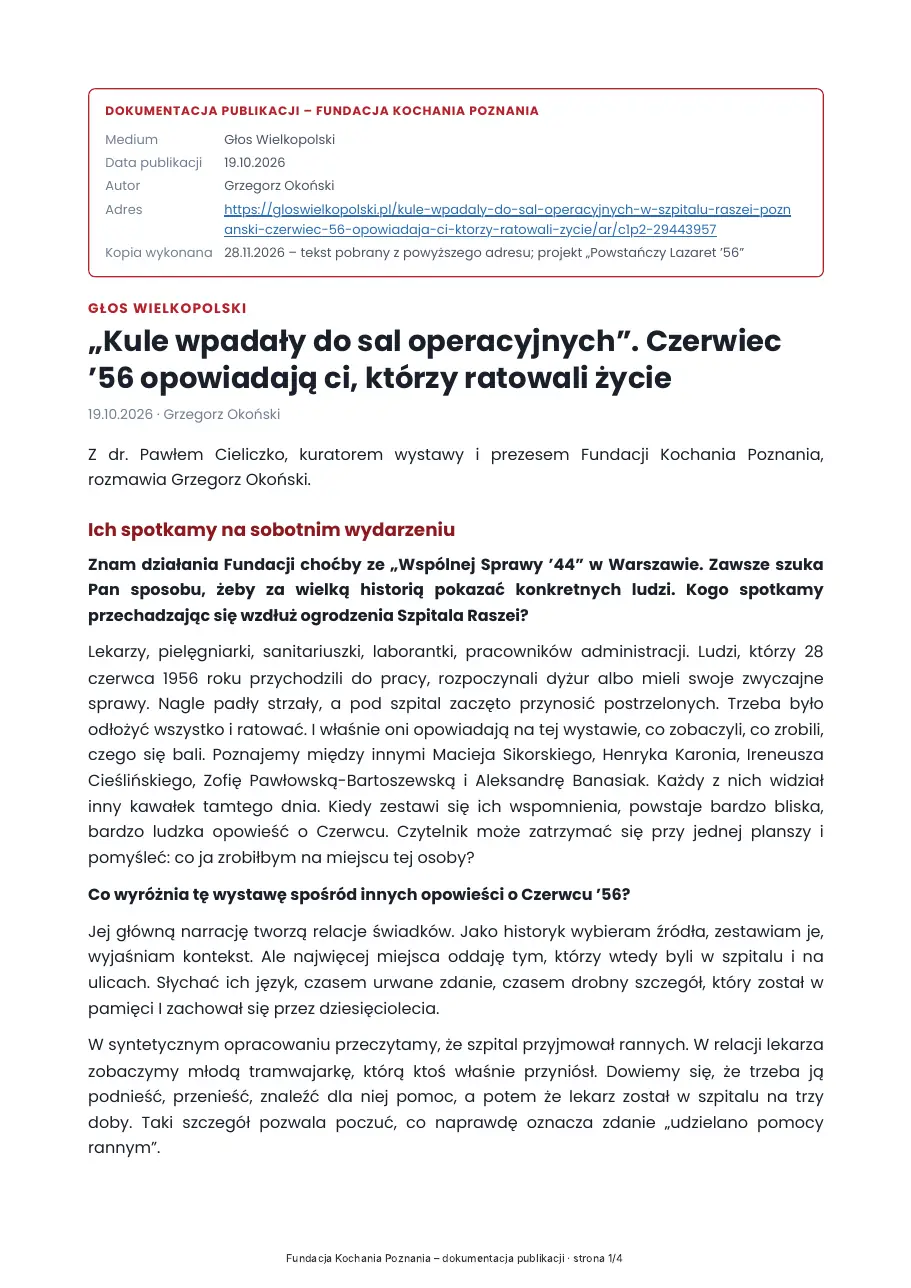 DOKUMENTACJA PUBLIKACJI – FUNDACJA KOCHANIA POZNANIA
Medium Głos Wielkopolski
Data publikacji 19.10.2026
Autor Grzegorz Okoński
Adres https://gloswielkopolski.pl/kule-wpadaly-do-sal-operacyjnych-w-szpitalu-raszei-pozn
anski-czerwiec-56-opowiadaja-ci-ktorzy-ratowali-zycie/ar/c1p2-29443957
Kopia wykonana 28.11.2026 – tekst pobrany z powyższego adresu; projekt „Powstańczy Lazaret ’56”
GŁOS WIELKOPOLSKI
„Kule wpadały do sal operacyjnych”. Czerwiec
’56 opowiadają ci, którzy ratowali życie
19.10.2026 · Grzegorz Okoński
Z dr. Pawłem Cieliczko, kuratorem wystawy i prezesem Fundacji Kochania Poznania,
rozmawia Grzegorz Okoński.
Ich spotkamy na sobotnim wydarzeniu
Znam działania Fundacji choćby ze „Wspólnej Sprawy ’44” w Warszawie. Zawsze szuka
Pan sposobu, żeby za wielką historią pokazać konkretnych ludzi. Kogo spotkamy
przechadzając się wzdłuż ogrodzenia Szpitala Raszei?
Lekarzy, pielęgniarki, sanitariuszki, laborantki, pracowników administracji. Ludzi, którzy 28
czerwca 1956 roku przychodzili do pracy, rozpoczynali dyżur albo mieli swoje zwyczajne
sprawy. Nagle padły strzały, a pod szpital zaczęto przynosić postrzelonych. Trzeba było
odłożyć wszystko i ratować. I właśnie oni opowiadają na tej wystawie, co zobaczyli, co zrobili,
czego się bali. Poznajemy między innymi Macieja Sikorskiego, Henryka Karonia, Ireneusza
Cieślińskiego, Zofię Pawłowską-Bartoszewską i Aleksandrę Banasiak. Każdy z nich widział
inny kawałek tamtego dnia. Kiedy zestawi się ich wspomnienia, powstaje bardzo bliska,
bardzo ludzka opowieść o Czerwcu. Czytelnik może zatrzymać się przy jednej planszy i
pomyśleć: co ja zrobiłbym na miejscu tej osoby?
Co wyróżnia tę wystawę spośród innych opowieści o Czerwcu ’56?
Jej główną narrację tworzą relacje świadków. Jako historyk wybieram źródła, zestawiam je,
wyjaśniam kontekst. Ale najwięcej miejsca oddaję tym, którzy wtedy byli w szpitalu i na
ulicach. Słychać ich język, czasem urwane zdanie, czasem drobny szczegół, który został w
pamięci I zachował się przez dziesięciolecia.
W syntetycznym opracowaniu przeczytamy, że szpital przyjmował rannych. W relacji lekarza
zobaczymy młodą tramwajarkę, którą ktoś właśnie przyniósł. Dowiemy się, że trzeba ją
podnieść, przenieść, znaleźć dla niej pomoc, a potem że lekarz został w szpitalu na trzy
doby. Taki szczegół pozwala poczuć, co naprawdę oznacza zdanie „udzielano pomocy
rannym”.
Fundacja Kochania Poznania – dokumentacja publikacji · strona 1/4